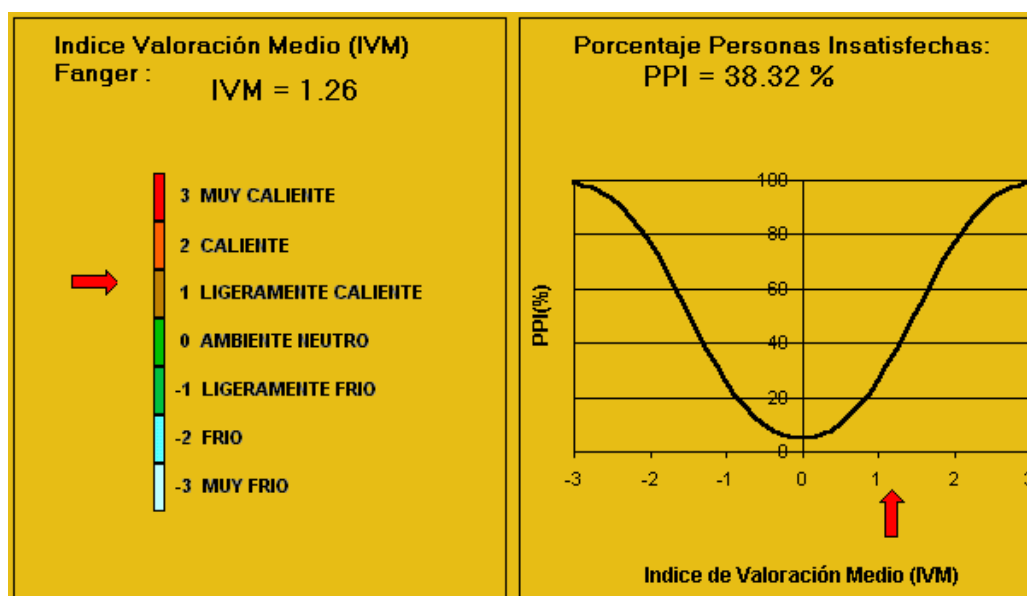 Indice Valoración Medio (IVM)
Fanger :
IVM = 1.26
3 MUY CALIENTE
2 CALIENTE
1 LIGERAMENTE CALIENTE
0 AMBIENTE NEUTRO
-1 LIGERAMENTE FRIO
-2 FRIO
-3 MUY FRIO
Porcentaje Personas Insatisfechas:
PPI = 38.32 %
PPI(%)
100
80
60
40
20
0
-3 -2 -1 0 1 2 3
Indice de Valoración Medio (IVM)